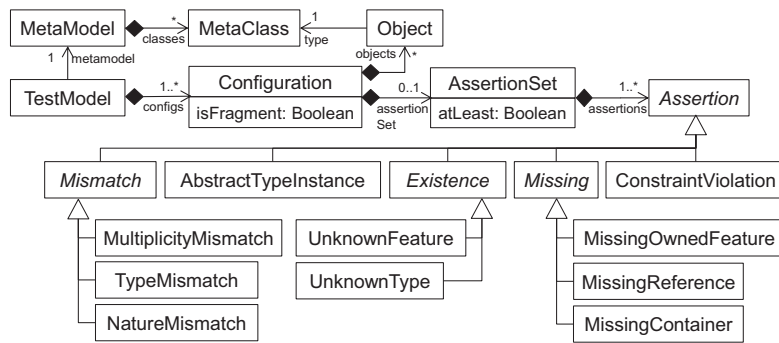 MetaModel
*
classes
MetaClass
1
type
Object
1
metamodel
objects
*
TestModel
1..*
configs
Configuration
isFragment: Boolean
0..1
assertion
Set
AssertionSet
atLeast: Boolean
1..*
assertions
Assertion
Mismatch
AbstractTypeInstance
Existence
Missing
ConstraintViolation
MultiplicityMismatch
UnknownFeature
MissingOwnedFeature
TypeMismatch
UnknownType
MissingReference
NatureMismatch
MissingContainer